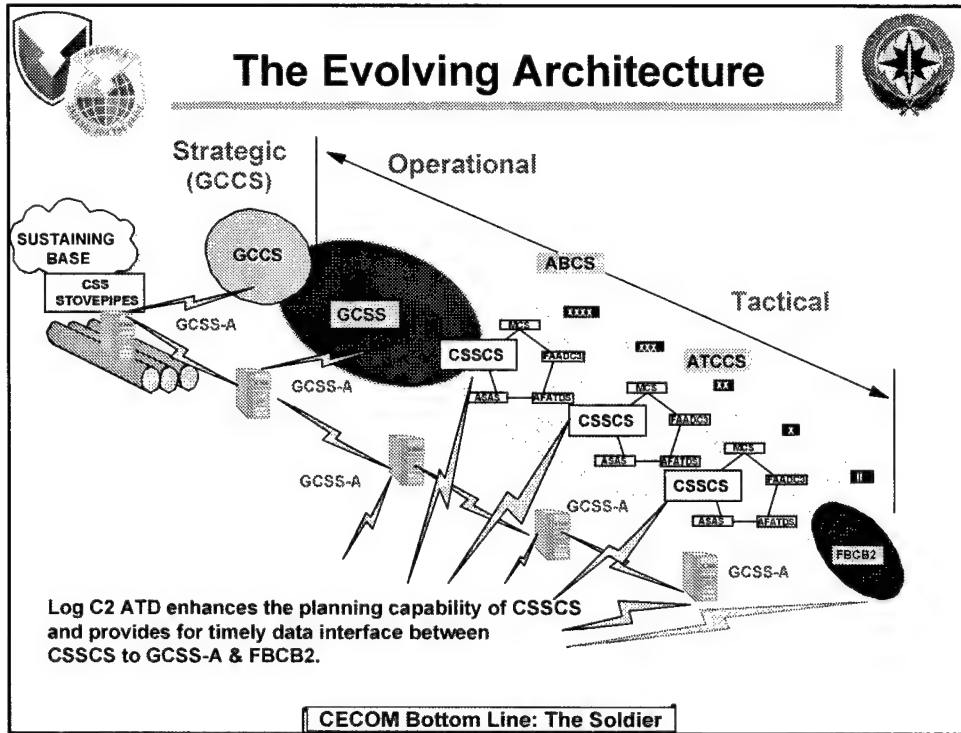 The Evolving Architecture
Strategic
(GCCS)
Operational
SUSTAINING
BASE
CSS
STOVEPIPES
GCCS
GCSS-A
GCSS
ABCS
Tactical
XXXX
MCS
CSSCS
FAADC3
ASAS
AFATDS
XXX
ATCCS
XX
GCSS-A
MCS
CSSCS
FAADC3
ASAS
AFATDS
X
GCSS-A
MCS
CSSCS
FAADC3
ASAS
AFATDS
II
GCSS-A
FBCB2
GCSS-A
Log C2 ATD enhances the planning capability of CSSCS
and provides for timely data interface between
CSSCS to GCSS-A & FBCB2.
CECOM Bottom Line: The Soldier